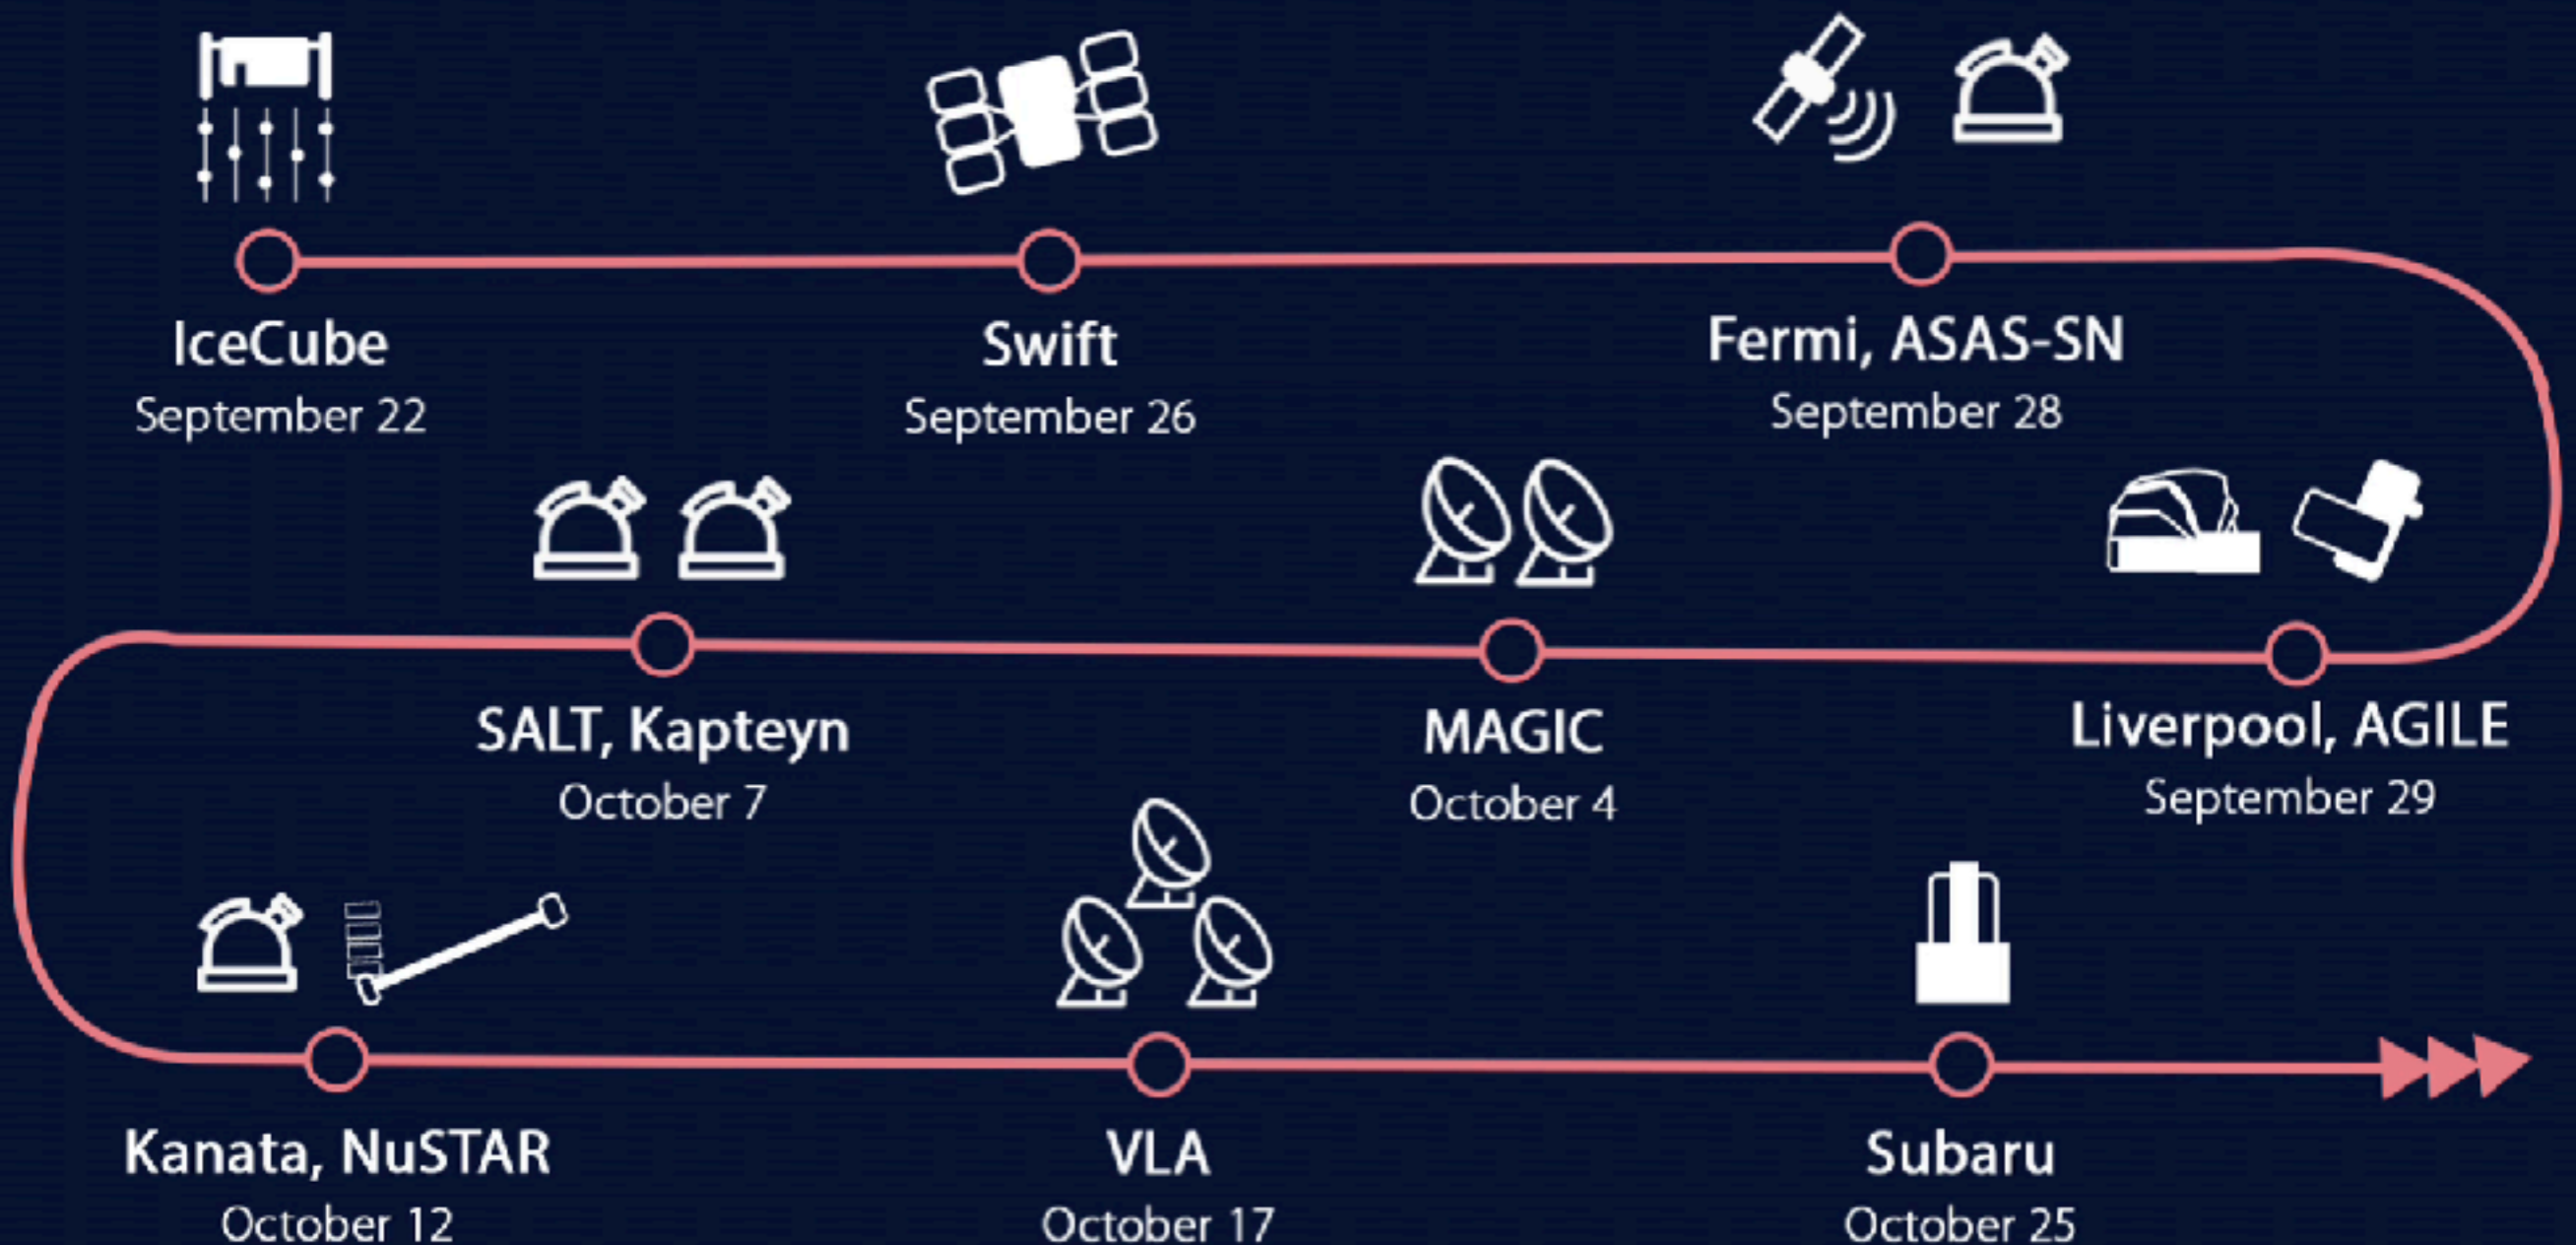 IceCube
September 22
Swift
September 26
Fermi, ASAS-SN
September 28
Liverpool, AGILE
September 29
MAGIC
October 4
SALT, Kapteyn
October 7
Kanata, NuSTAR
October 12
VLA
October 17
Subaru
October 25